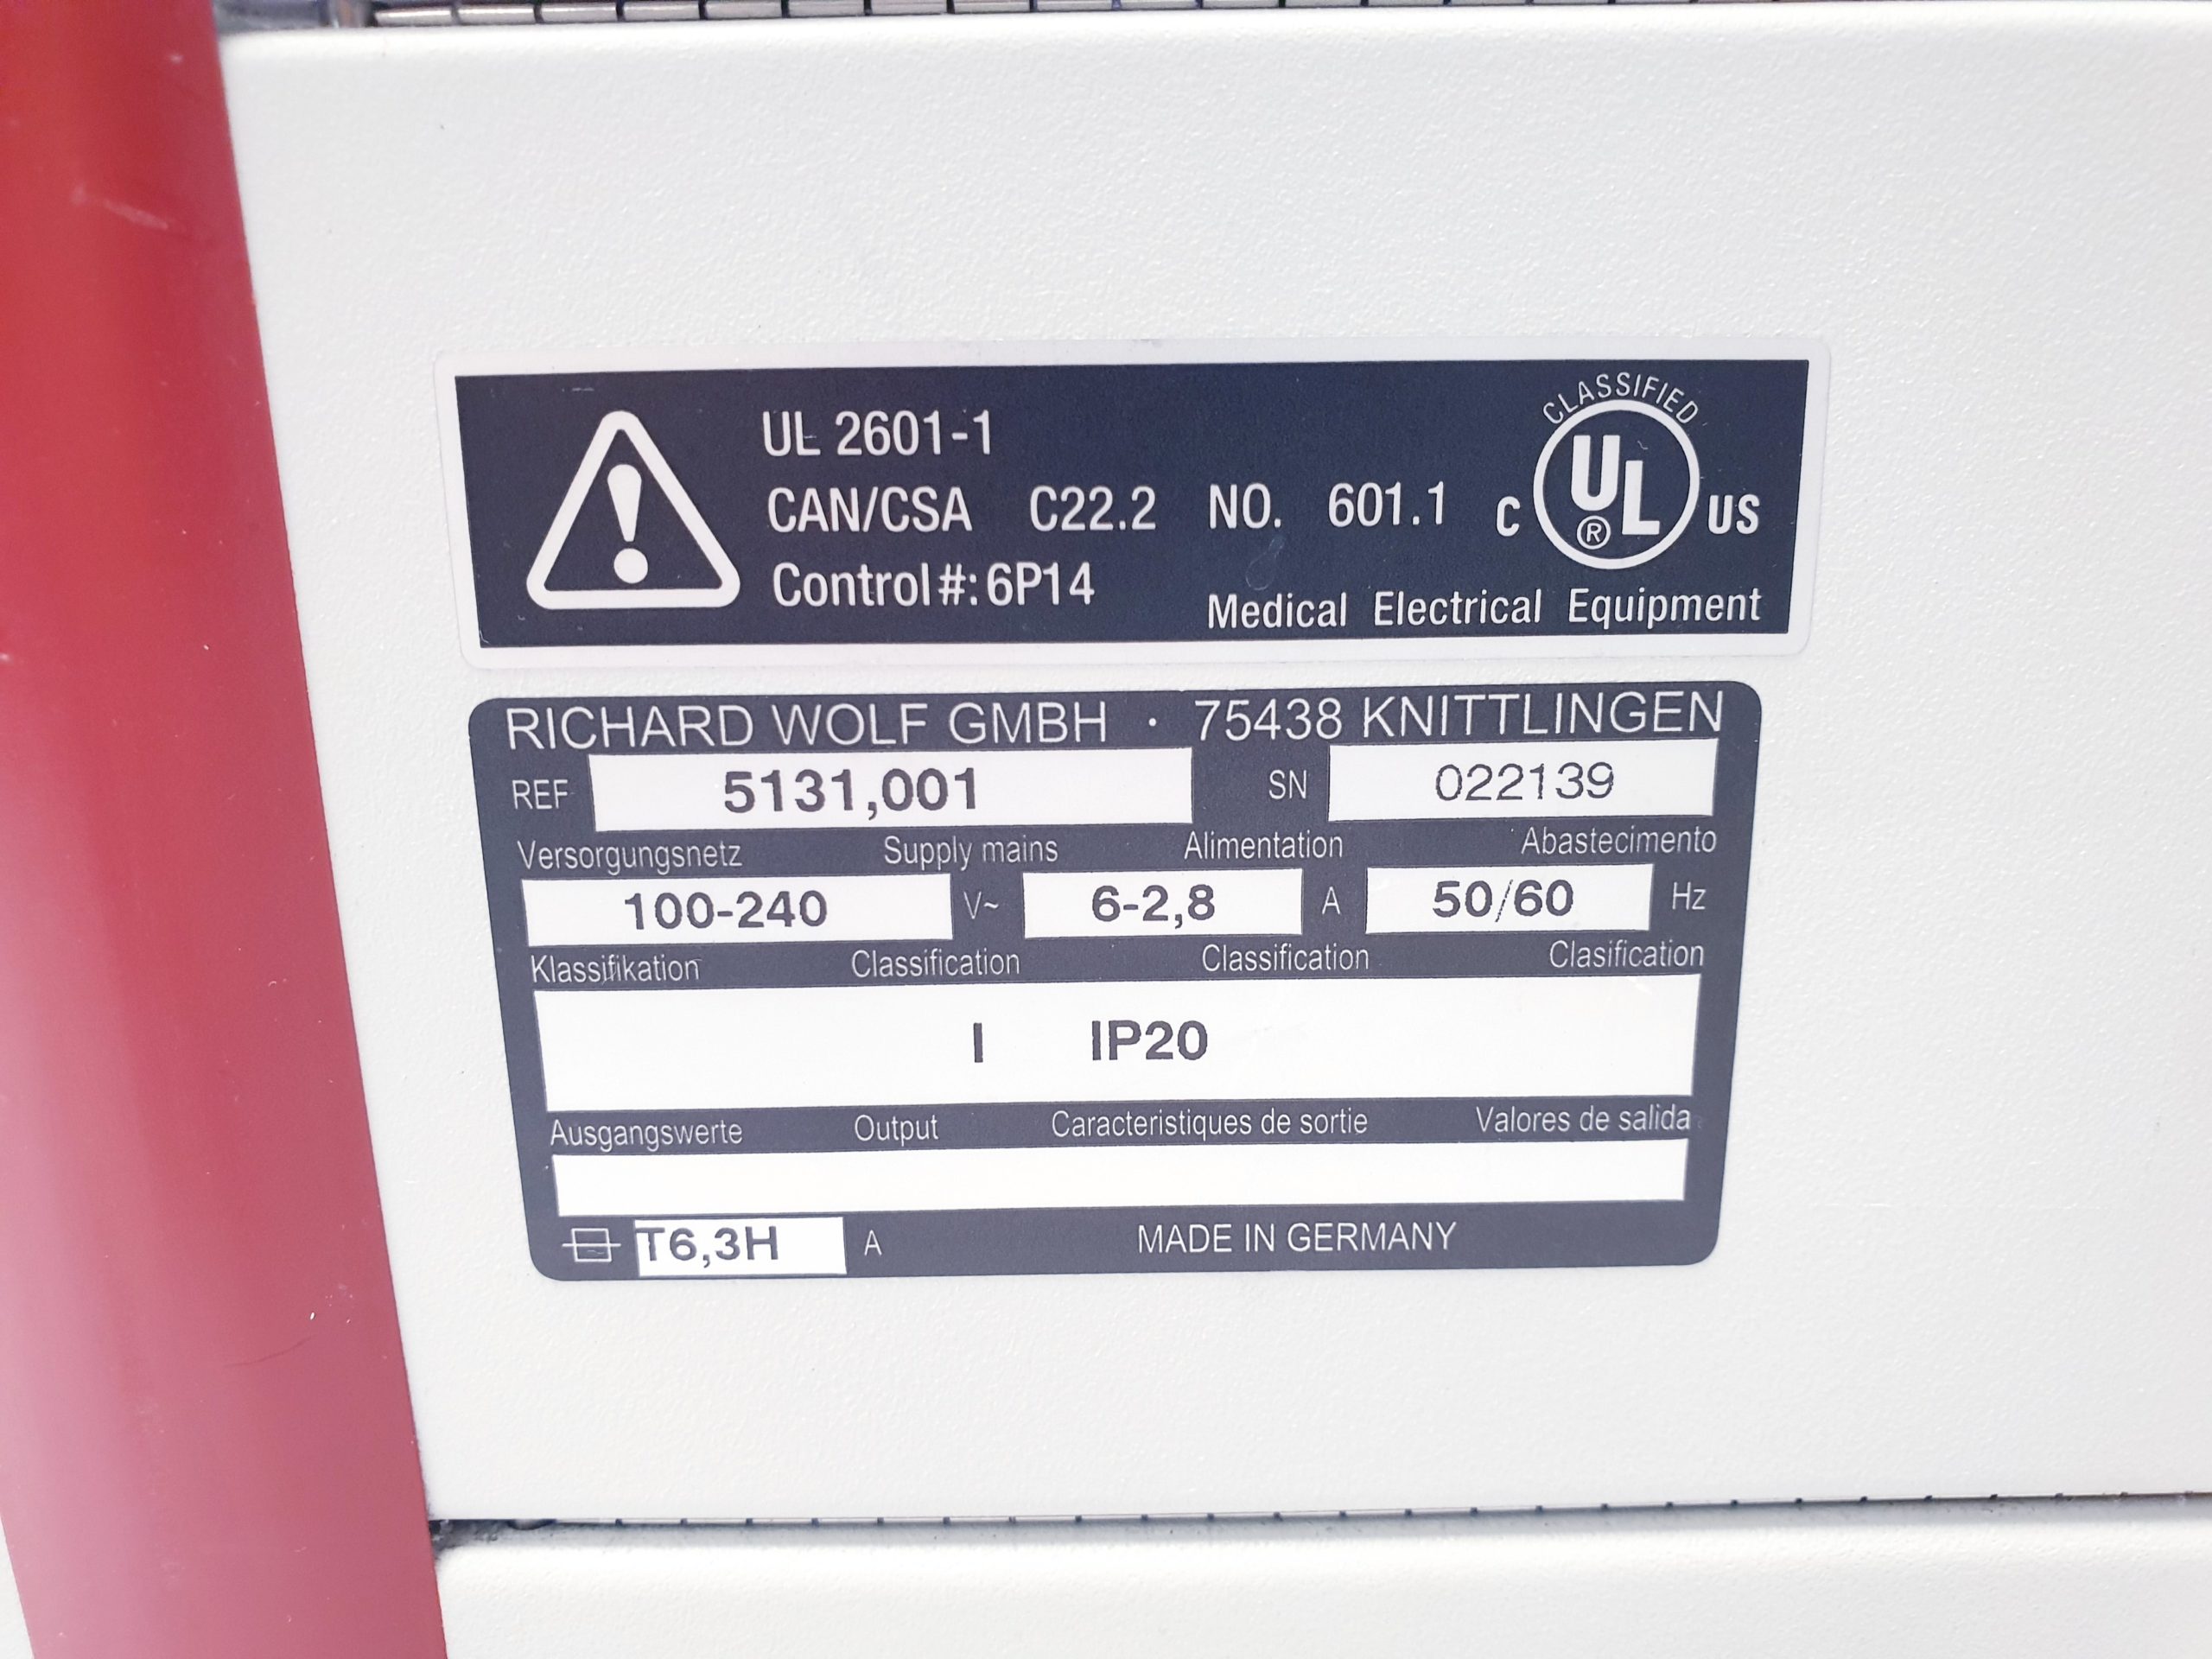 CLASSIFIED
UL 2601-1
CAN/CSA C22.2 NO. 601.1 C UL® US
Control#: 6P14
Medical Electrical Equipment
RICHARD WOLF GMBH · 75438 KNITTLINGEN
REF 5131,001 SN 022139
Versorgungsnetz Supply mains Alimentation Abastecimento
100-240 V~ 6-2,8 A 50/60 Hz
Klassifikation Classification Classification Clasification
I IP20
Ausgangswerte Output Caracteristiques de sortie Valores de salida
T6,3H A MADE IN GERMANY